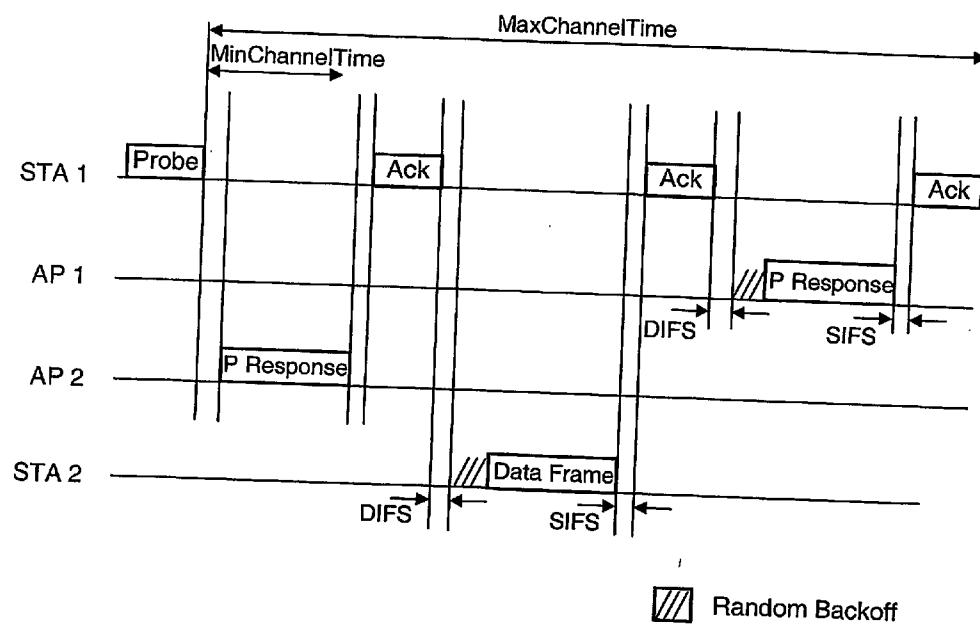 MaxChannelTime
MinChannelTime
STA 1
Probe
Ack
Ack
Ack
AP 1
P Response
DIFS
SIFS
AP 2
P Response
STA 2
Data Frame
DIFS
SIFS
Random Backoff